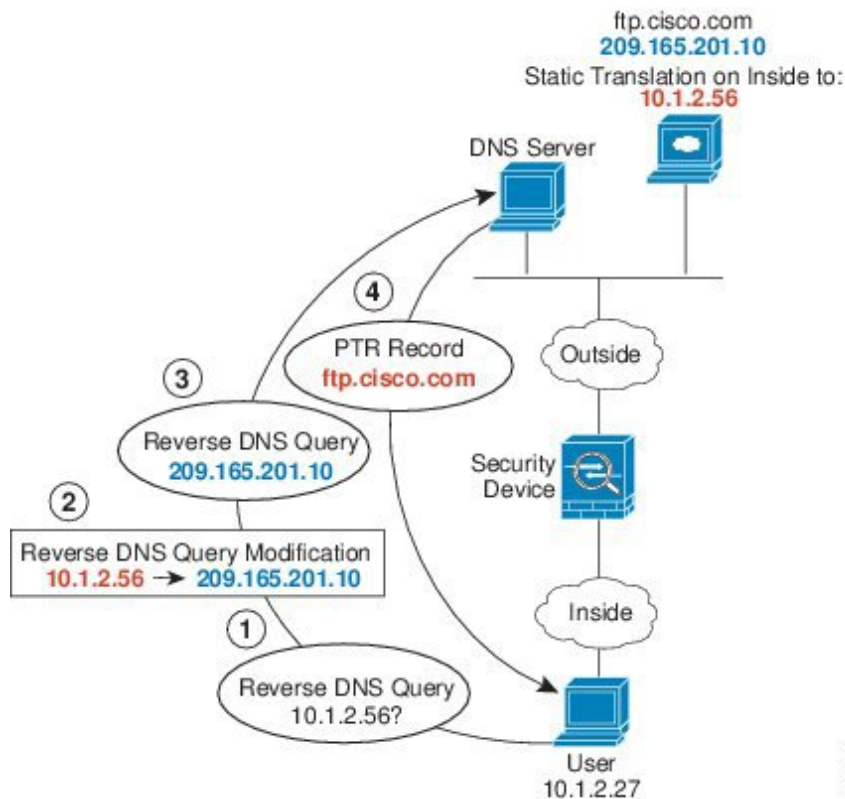 ftp.cisco.com
209.165.201.10
Static Translation on Inside to:
10.1.2.56
DNS Server
4
PTR Record
ftp.cisco.com
Outside
3
Reverse DNS Query
209.165.201.10
Security
Device
2
Reverse DNS Query Modification
10.1.2.56 → 209.165.201.10
Inside
1
Reverse DNS Query
10.1.2.56?
User
10.1.2.27